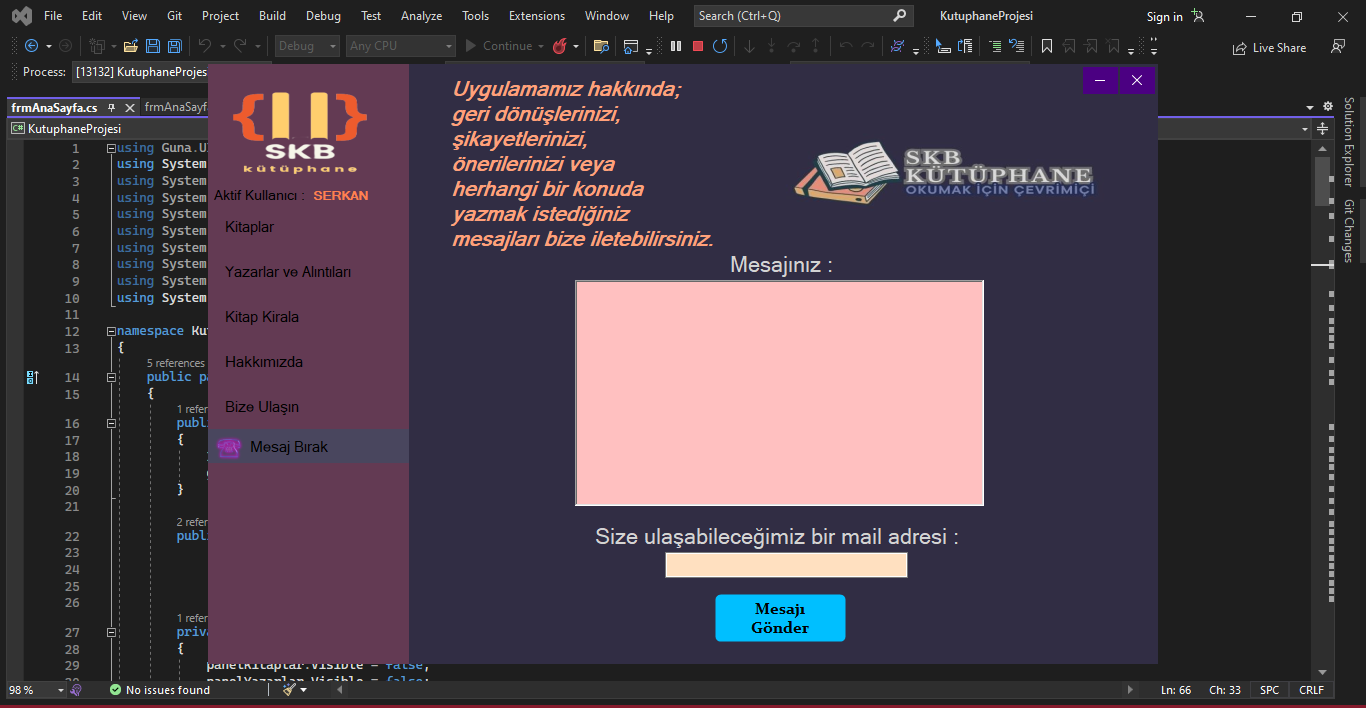 File Edit View Git Project Build Debug Test Analyze Tools Extensions Window Help Search (Ctrl+Q) KutuphaneProjesi Sign in
Debug Any CPU Continue Live Share
Process: [13132] KutuphaneProjes
frmAnaSayfa.cs frmAnaSayf
KutuphaneProjesi
1 using Guna.U
2 using System
3 using System
4 using System
5 using System
6 using System
7 using System
8 using System
9 using System
10 using System
11
12 namespace Ku
13 {
5 references
14 public p
15 {
1 refer
16 publ
17 {
18
19
20 }
21
2 refer
22 publ
23
24
25
26
1 refer
27 priv
28 {
29 panelKitaplar.Visible = false;
panelYazarlar.Visible = false;
98 % No issues found Ln: 66 Ch: 33 SPC CRLF
Solution Explorer
Git Changes
SKB
kütüphane
Aktif Kullanıcı : SERKAN
Kitaplar
Yazarlar ve Alıntıları
Kitap Kirala
Hakkımızda
Bize Ulaşın
Mesaj Bırak
Uygulamamız hakkında;
geri dönüşlerinizi,
şikayetlerinizi,
önerilerinizi veya
herhangi bir konuda
yazmak istediğiniz
mesajları bize iletebilirsiniz.
SKB
KÜTÜPHANE
OKUMAK İÇİN ÇEVRİMİÇİ
Mesajınız :
Size ulaşabileceğimiz bir mail adresi :
Mesajı
Gönder